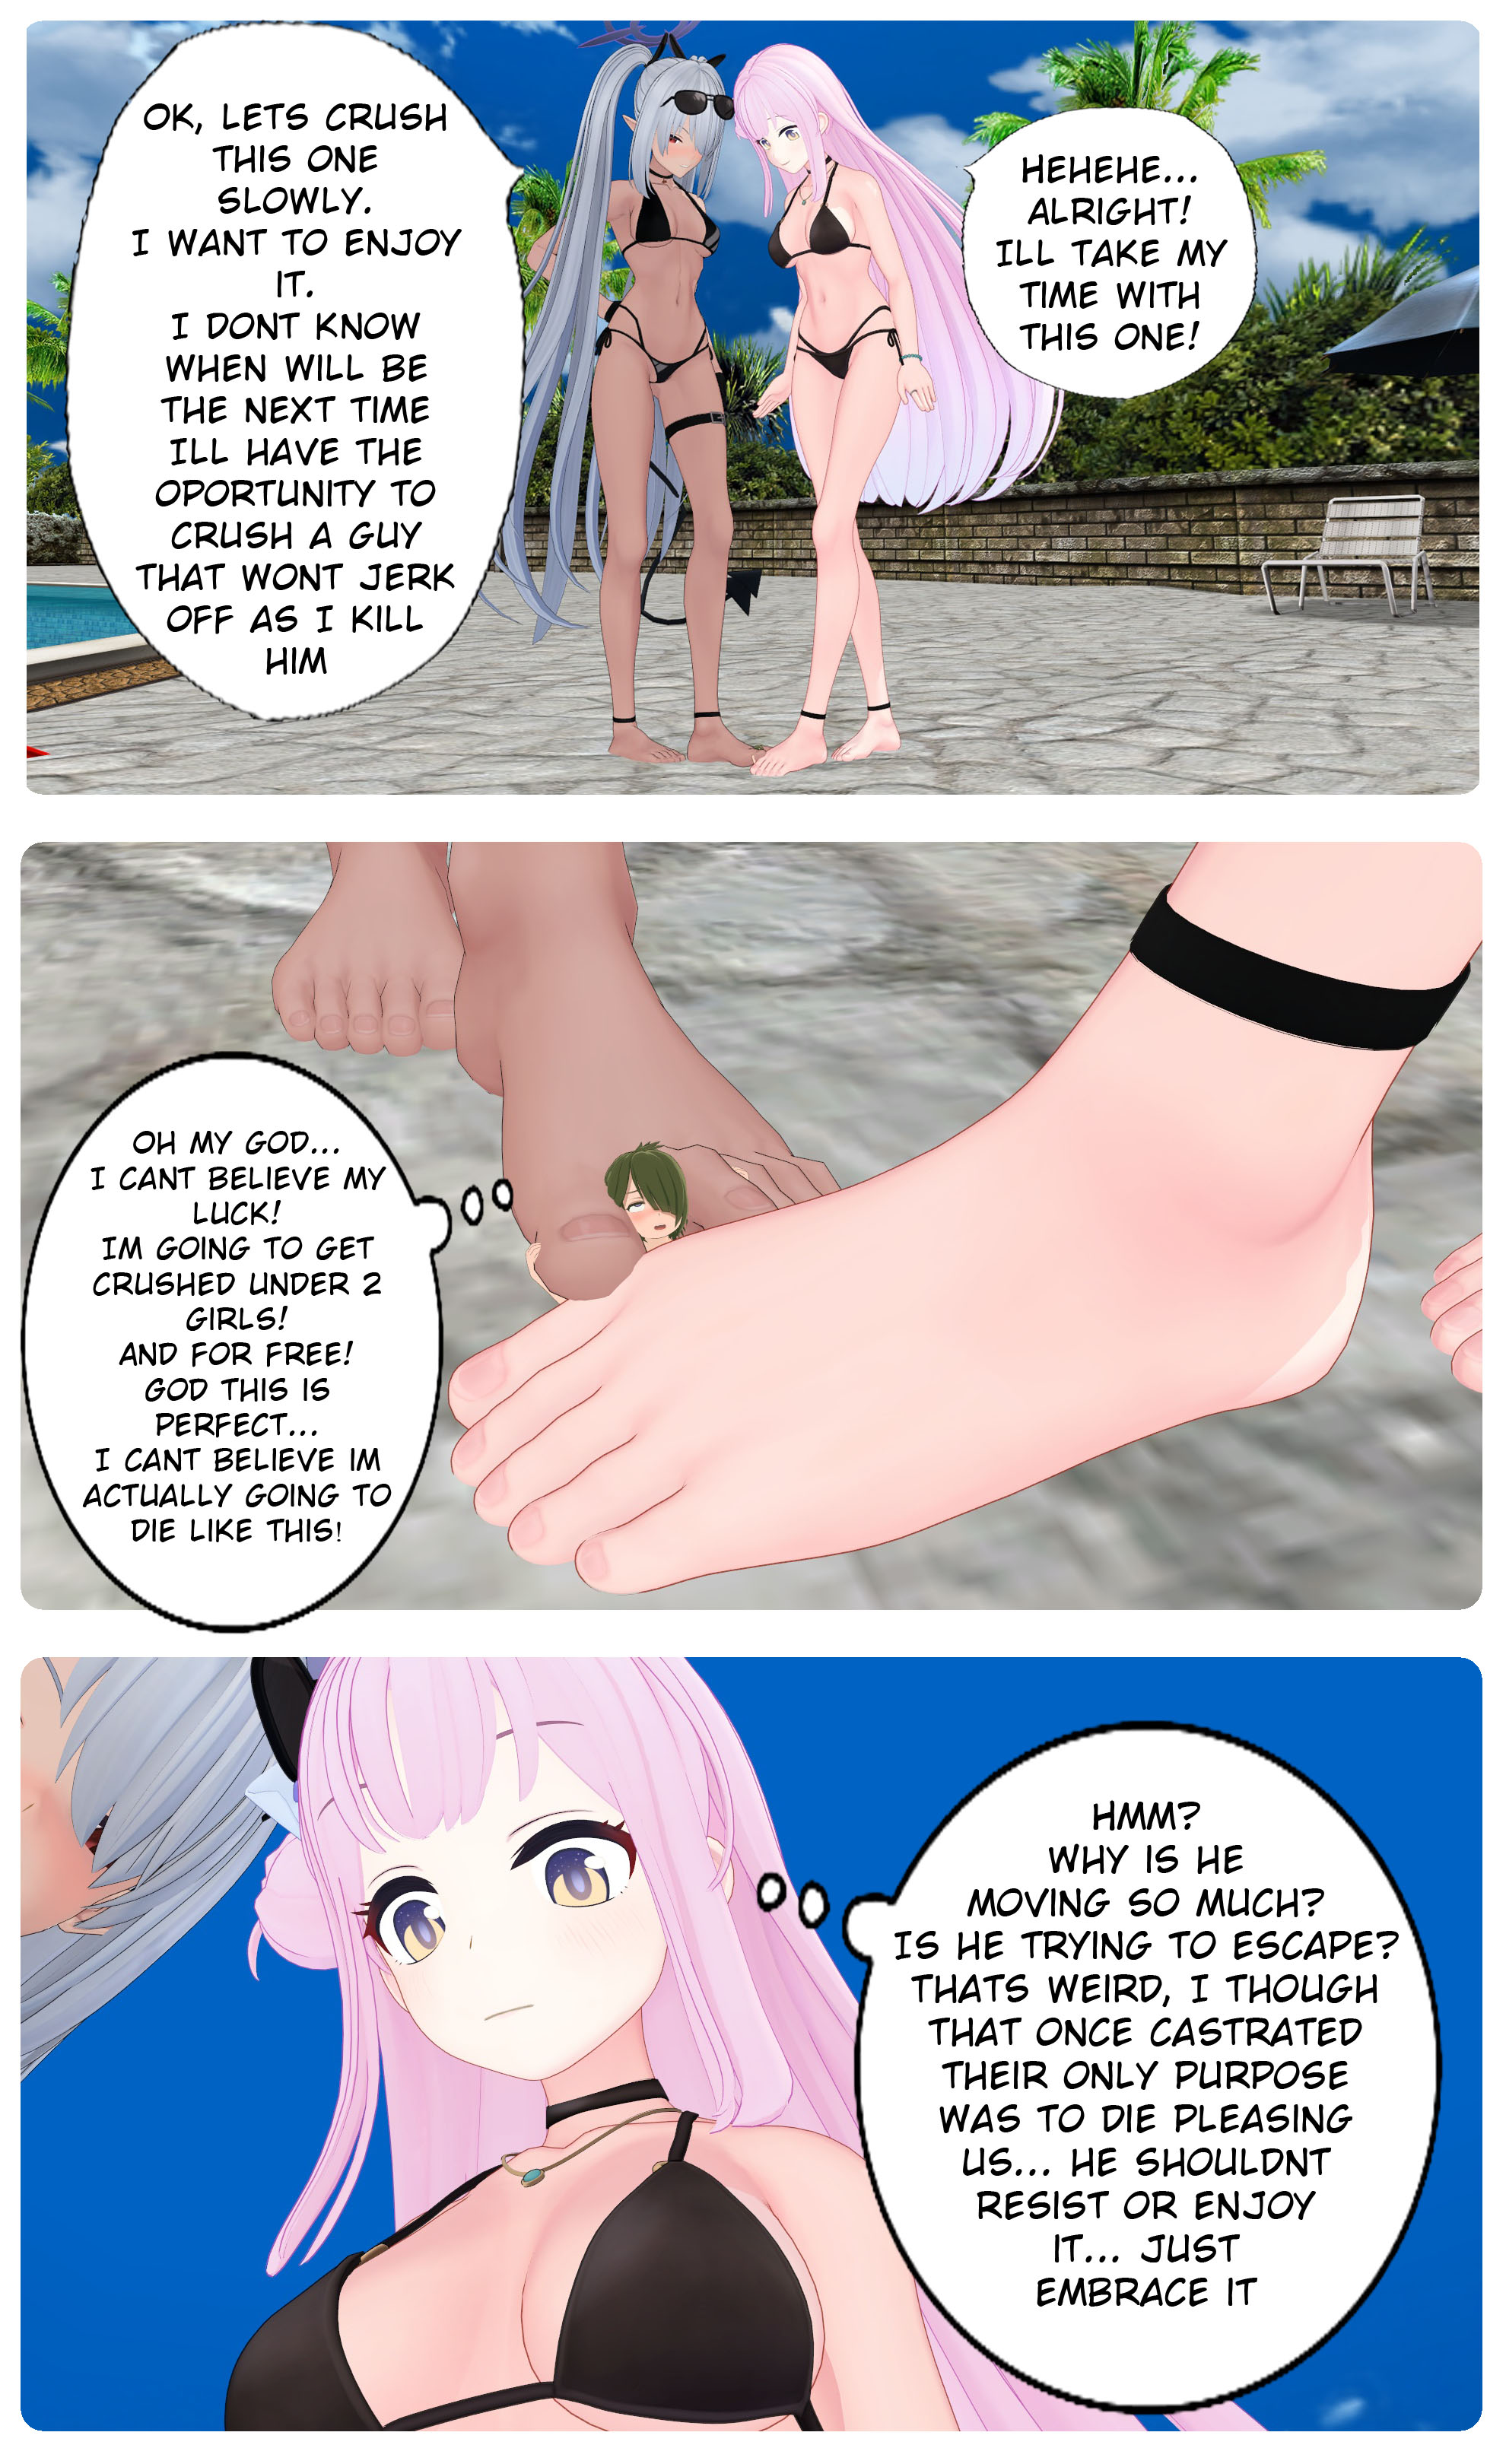 OK, LETS CRUSH
THIS ONE
SLOWLY.
I WANT TO ENJOY
IT.
I DONT KNOW
WHEN WILL BE
THE NEXT TIME
ILL HAVE THE
OPORTUNITY TO
CRUSH A GUY
THAT WONT JERK
OFF AS I KILL
HIM
HEHEHE...
ALRIGHT!
ILL TAKE MY
TIME WITH
THIS ONE!
OH MY GOD...
I CANT BELIEVE MY
LUCK!
IM GOING TO GET
CRUSHED UNDER 2
GIRLS!
AND FOR FREE!
GOD THIS IS
PERFECT...
I CANT BELIEVE IM
ACTUALLY GOING TO
DIE LIKE THIS!
HMM?
WHY IS HE
MOVING SO MUCH?
IS HE TRYING TO ESCAPE?
THATS WEIRD, I THOUGH
THAT ONCE CASTRATED
THEIR ONLY PURPOSE
WAS TO DIE PLEASING
US... HE SHOULDNT
RESIST OR ENJOY
IT... JUST
EMBRACE IT